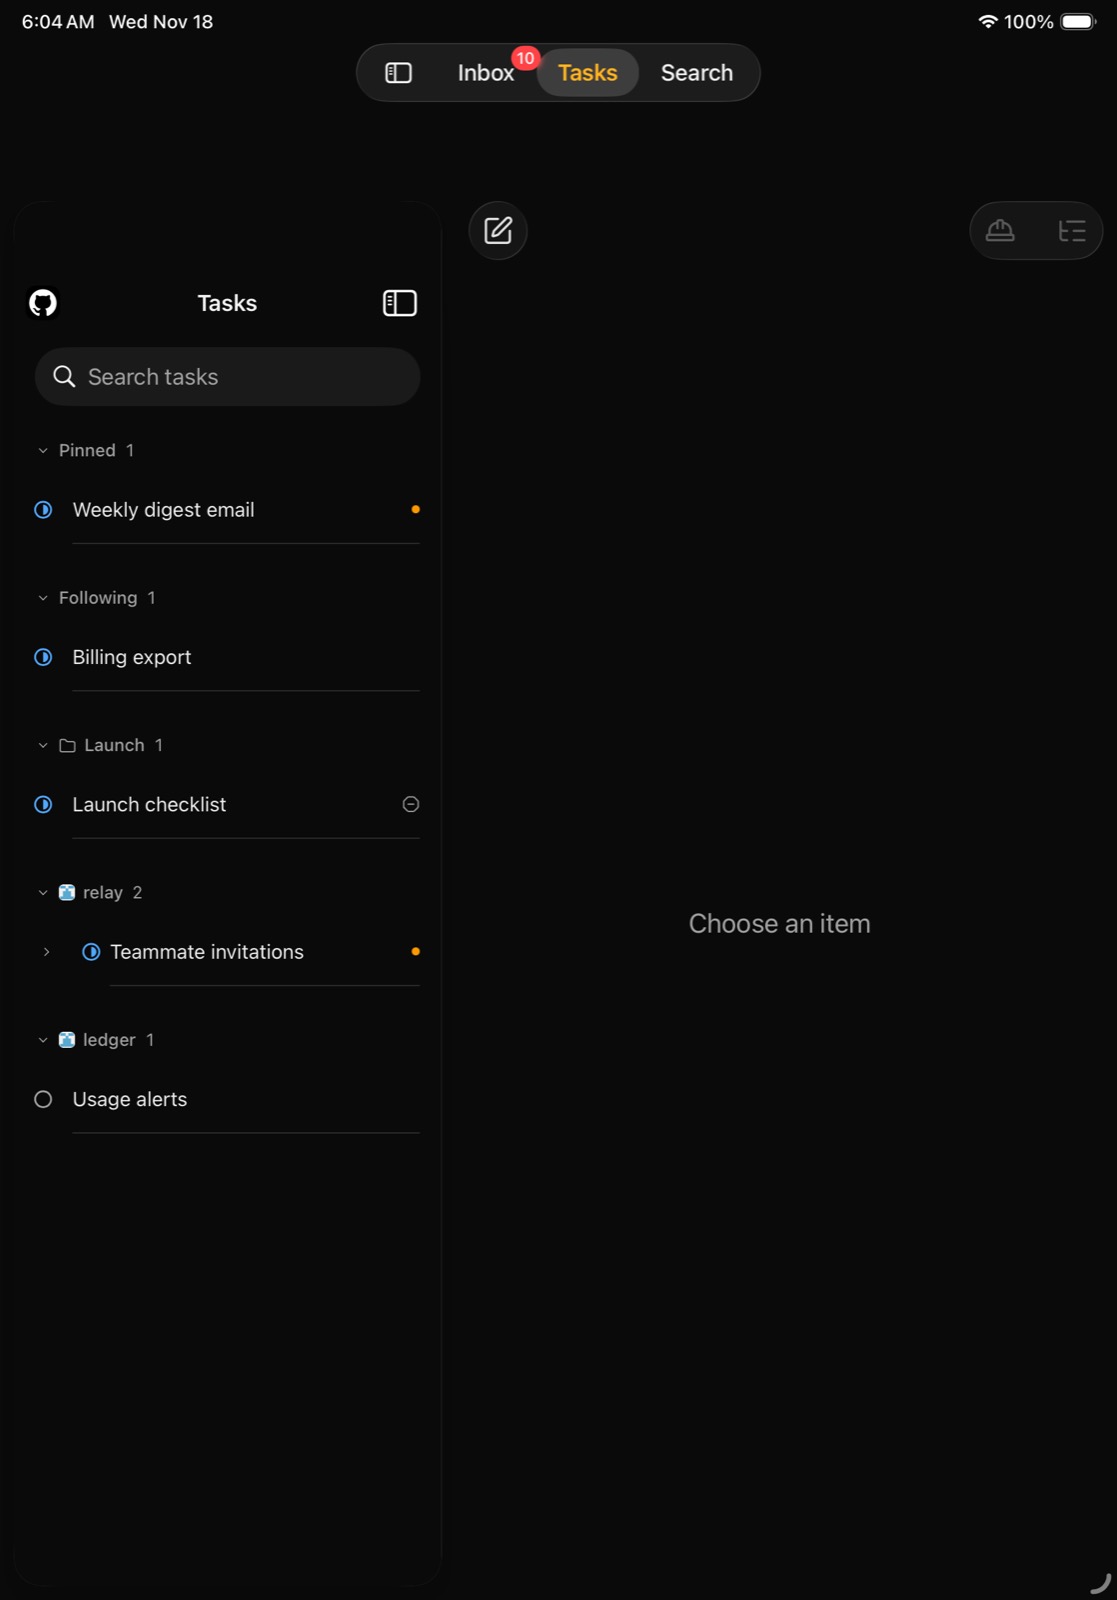 6:04 AM Wed Nov 18
100%
Inbox 10 Tasks Search
Tasks
Search tasks
Pinned 1
Weekly digest email
Following 1
Billing export
Launch 1
Launch checklist
relay 2
Teammate invitations
Choose an item
ledger 1
Usage alerts